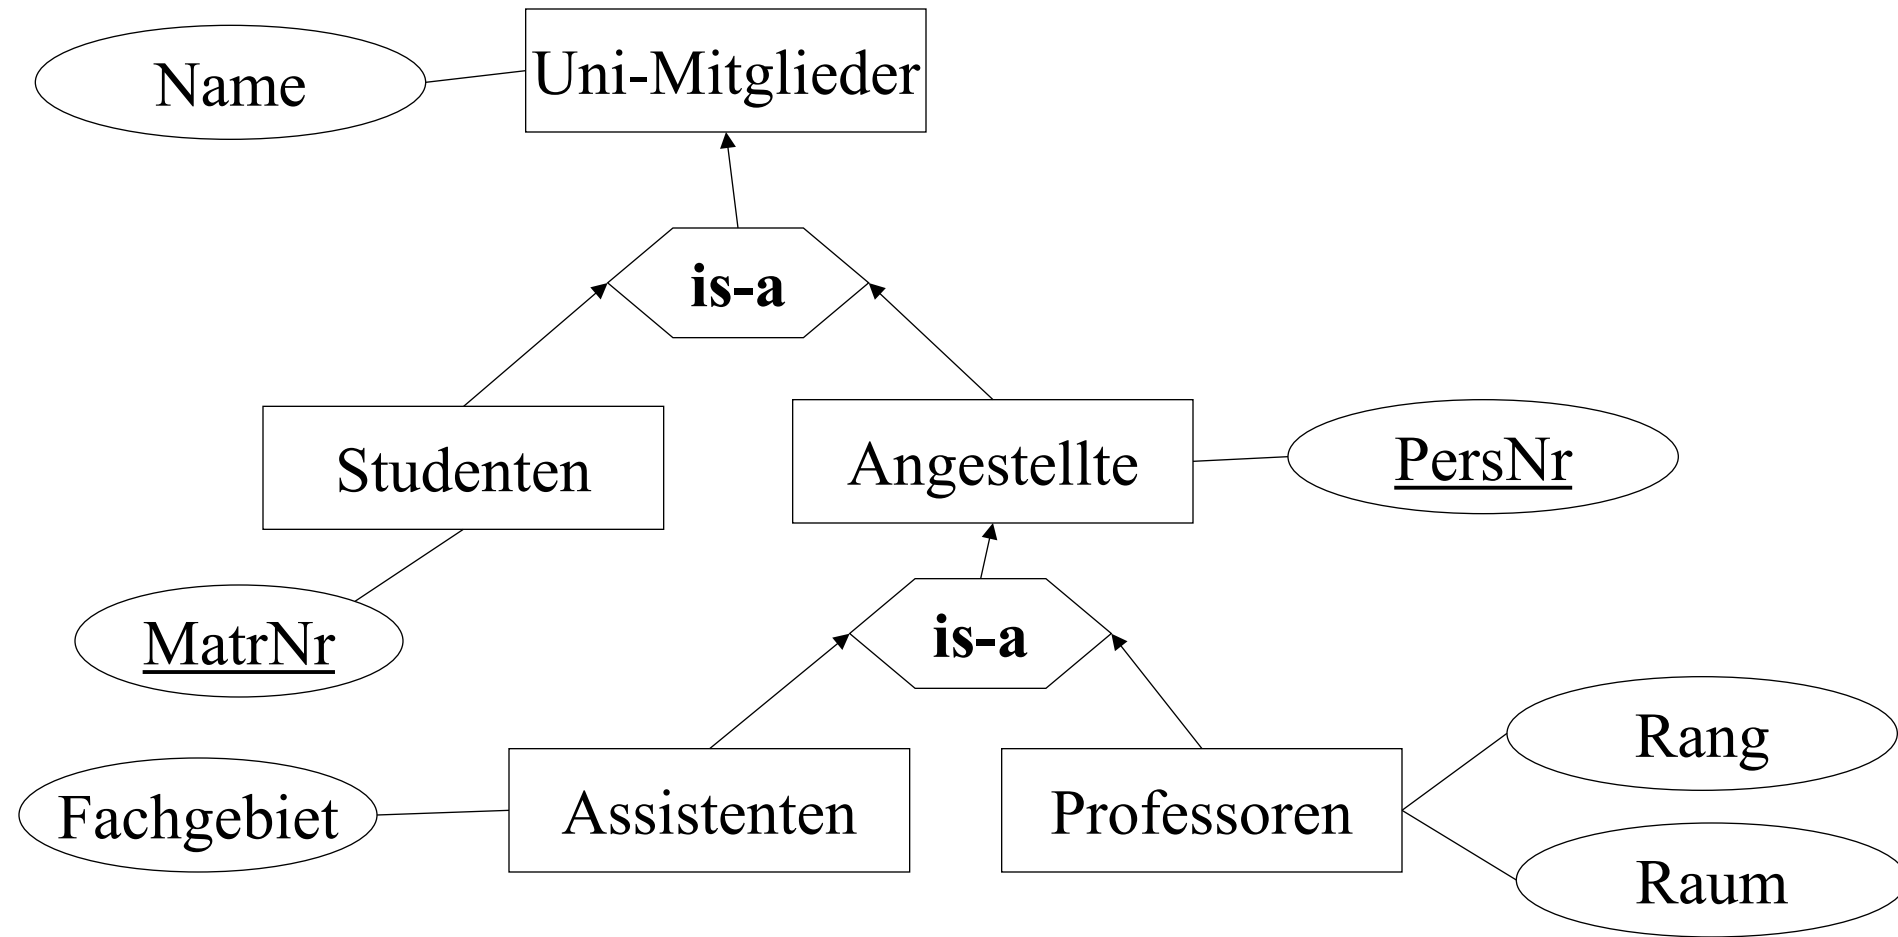 Name
Uni-Mitglieder
is-a
Studenten
Angestellte
PersNr
MatrNr
is-a
Fachgebiet
Assistenten
Professoren
Rang
Raum